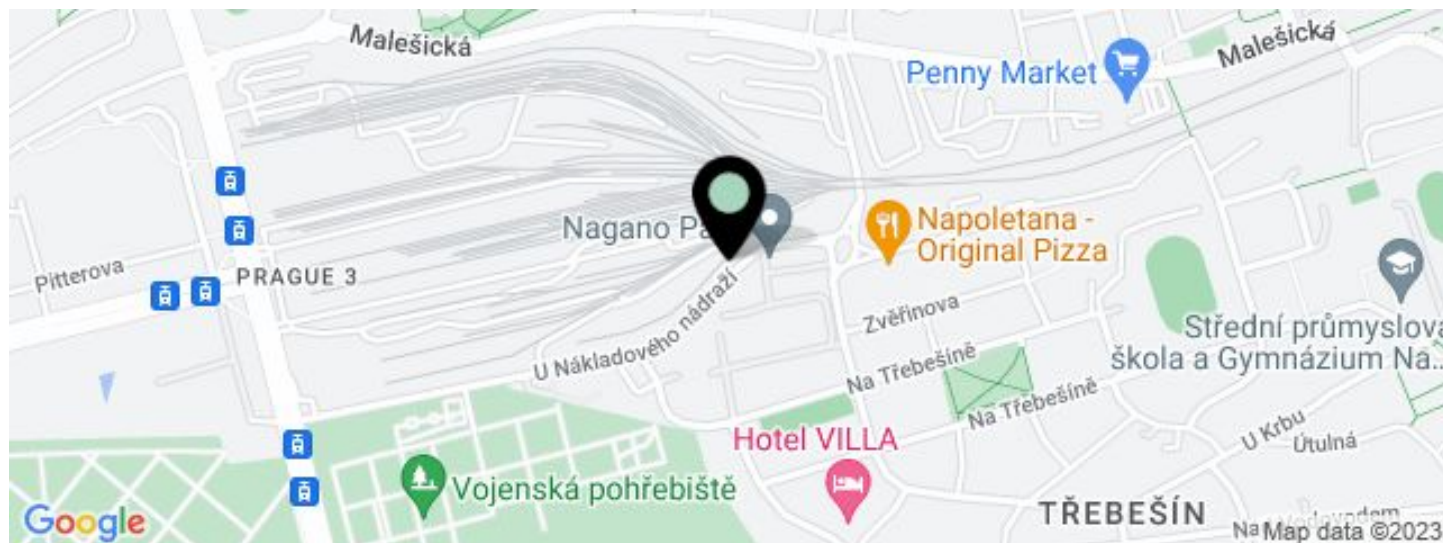 Malešická
Malešická
Penny Market
Nagano
Napoletana -
Original Pizza
Pitterova
PRAGUE 3
Zvěřinova
Střední průmyslová
škola a Gymnázium Na...
U Nákladového nádraží
Na Třebešíně
Na Třebešíně
U Krbu
Útulná
Hotel VILLA
Vojenská pohřebiště
TŘEBEŠÍN
Google
Na
Map data ©2023